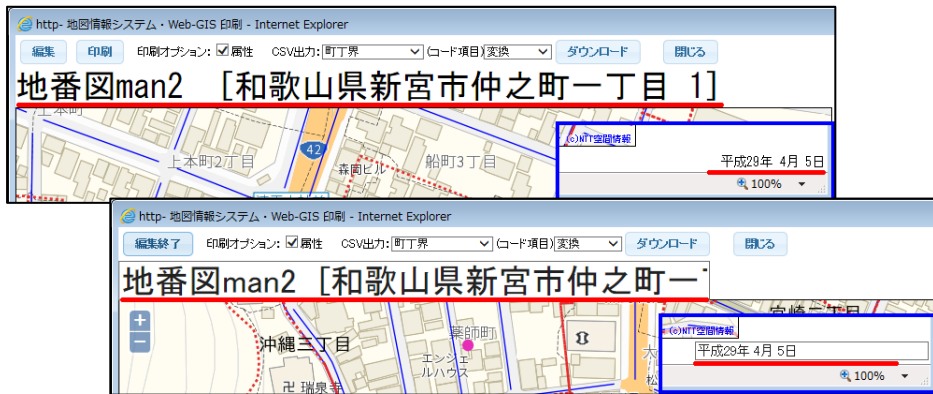 http- 地図情報システム・Web-GIS 印刷 - Internet Explorer
編集 印刷 印刷オプション: 属性 CSV出力: 町丁界 (コード項目) 変換 ダウンロード 閉じる
地番図man2 [和歌山県新宮市仲之町一丁目 1]
上本町
上本町2丁目
42
森岡ビル
船町3丁目
(c)NTT空間情報
平成29年 4月 5日
100%
http- 地図情報システム・Web-GIS 印刷 - Internet Explorer
編集終了 印刷オプション: 属性 CSV出力: 町丁界 (コード項目) 変換 ダウンロード 閉じる
地番図man2 [和歌山県新宮市仲之町一
+
−
沖縄三丁目
薬師町
エンジェ
ルハウス
卍 瑞泉寺
大
松
(c)NTT空間情報
平成29年 4月 5日
100%